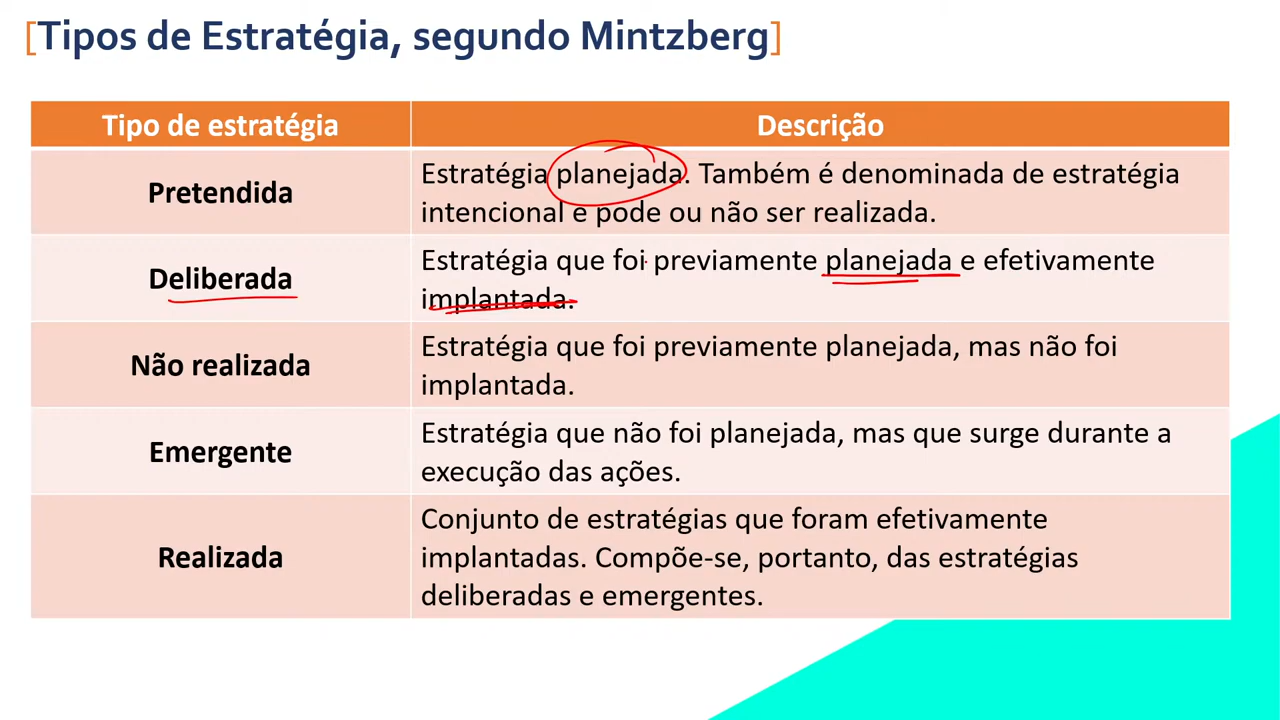 [Tipos de Estratégia, segundo Mintzberg]
Tipo de estratégia
Descrição
Pretendida
Estratégia planejada. Também é denominada de estratégia
intencional e pode ou não ser realizada.
Deliberada
Estratégia que foi previamente planejada e efetivamente
implantada.
Não realizada
Estratégia que foi previamente planejada, mas não foi
implantada.
Emergente
Estratégia que não foi planejada, mas que surge durante a
execução das ações.
Realizada
Conjunto de estratégias que foram efetivamente
implantadas. Compõe-se, portanto, das estratégias
deliberadas e emergentes.